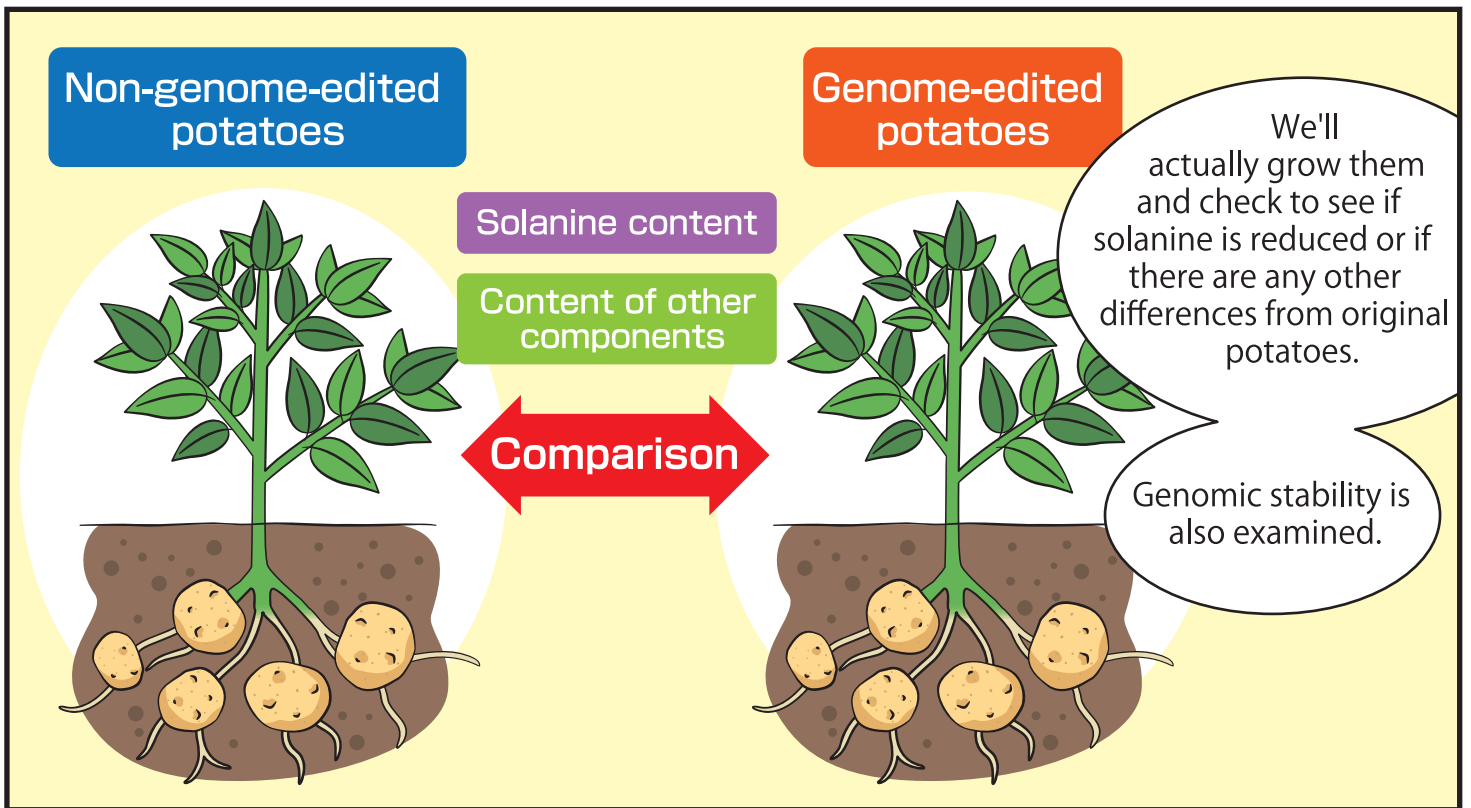 Non-genome-edited
potatoes
Genome-edited
potatoes
Solanine content
Content of other
components
Comparison
We'll
actually grow them
and check to see if
solanine is reduced or if
there are any other
differences from original
potatoes.
Genomic stability is
also examined.